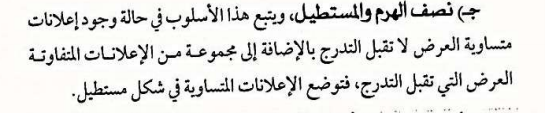 جـ) نصف الهرم والمستطيل، ويتبع هذا الأسلوب في حالة وجود إعلانات
متساوية العرض لا تقبل التدرج بالإضافة إلى مجموعة من الإعلانات المتفاوتة
العرض التي تقبل التدرج، فتوضع الإعلانات المتساوية في شكل مستطيل.